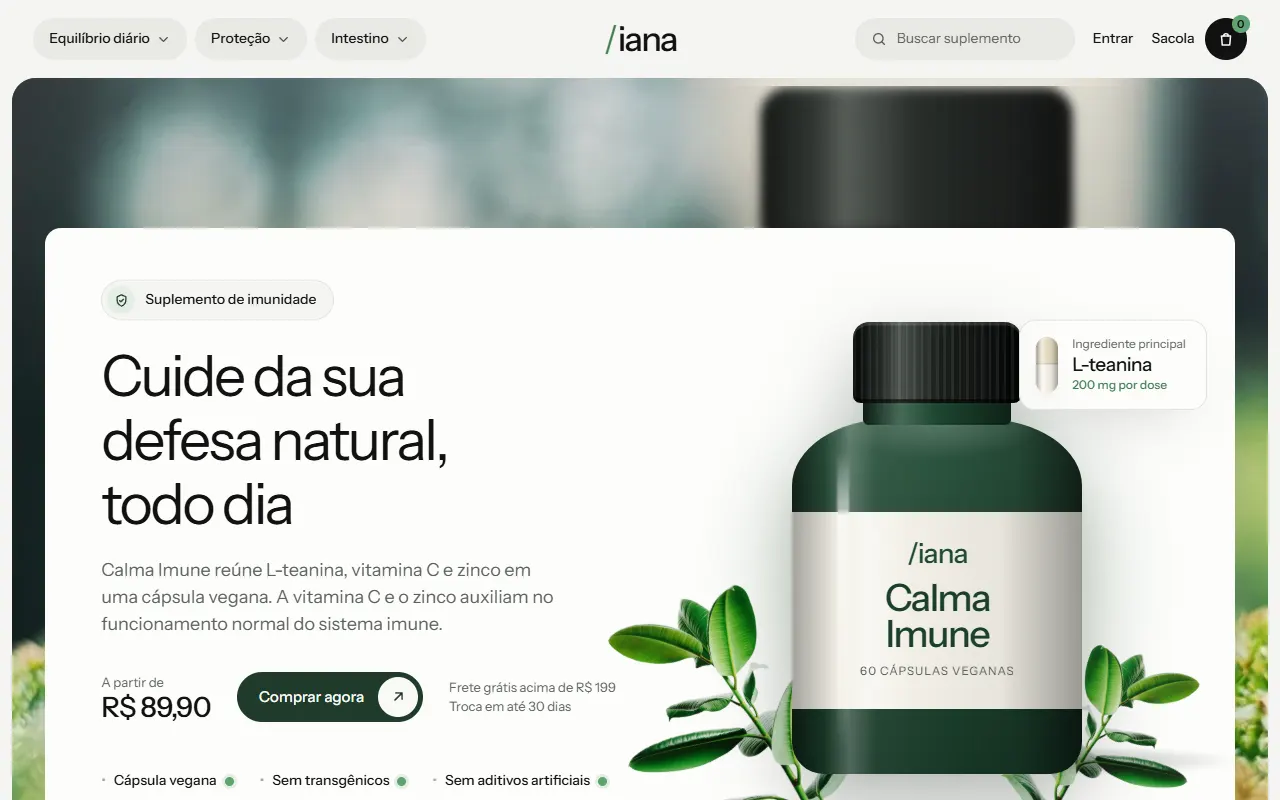 Equilíbrio diário
Proteção
Intestino
/iana
Buscar suplemento
Entrar
Sacola
0
Suplemento de imunidade
Cuide da sua
defesa natural,
todo dia
Calma Imune reúne L-teanina, vitamina C e zinco em
uma cápsula vegana. A vitamina C e o zinco auxiliam no
funcionamento normal do sistema imune.
A partir de
R$ 89,90
Comprar agora
Frete grátis acima de R$ 199
Troca em até 30 dias
Cápsula vegana
Sem transgênicos
Sem aditivos artificiais
Ingrediente principal
L-teanina
200 mg por dose
/iana
Calma
Imune
60 CÁPSULAS VEGANAS